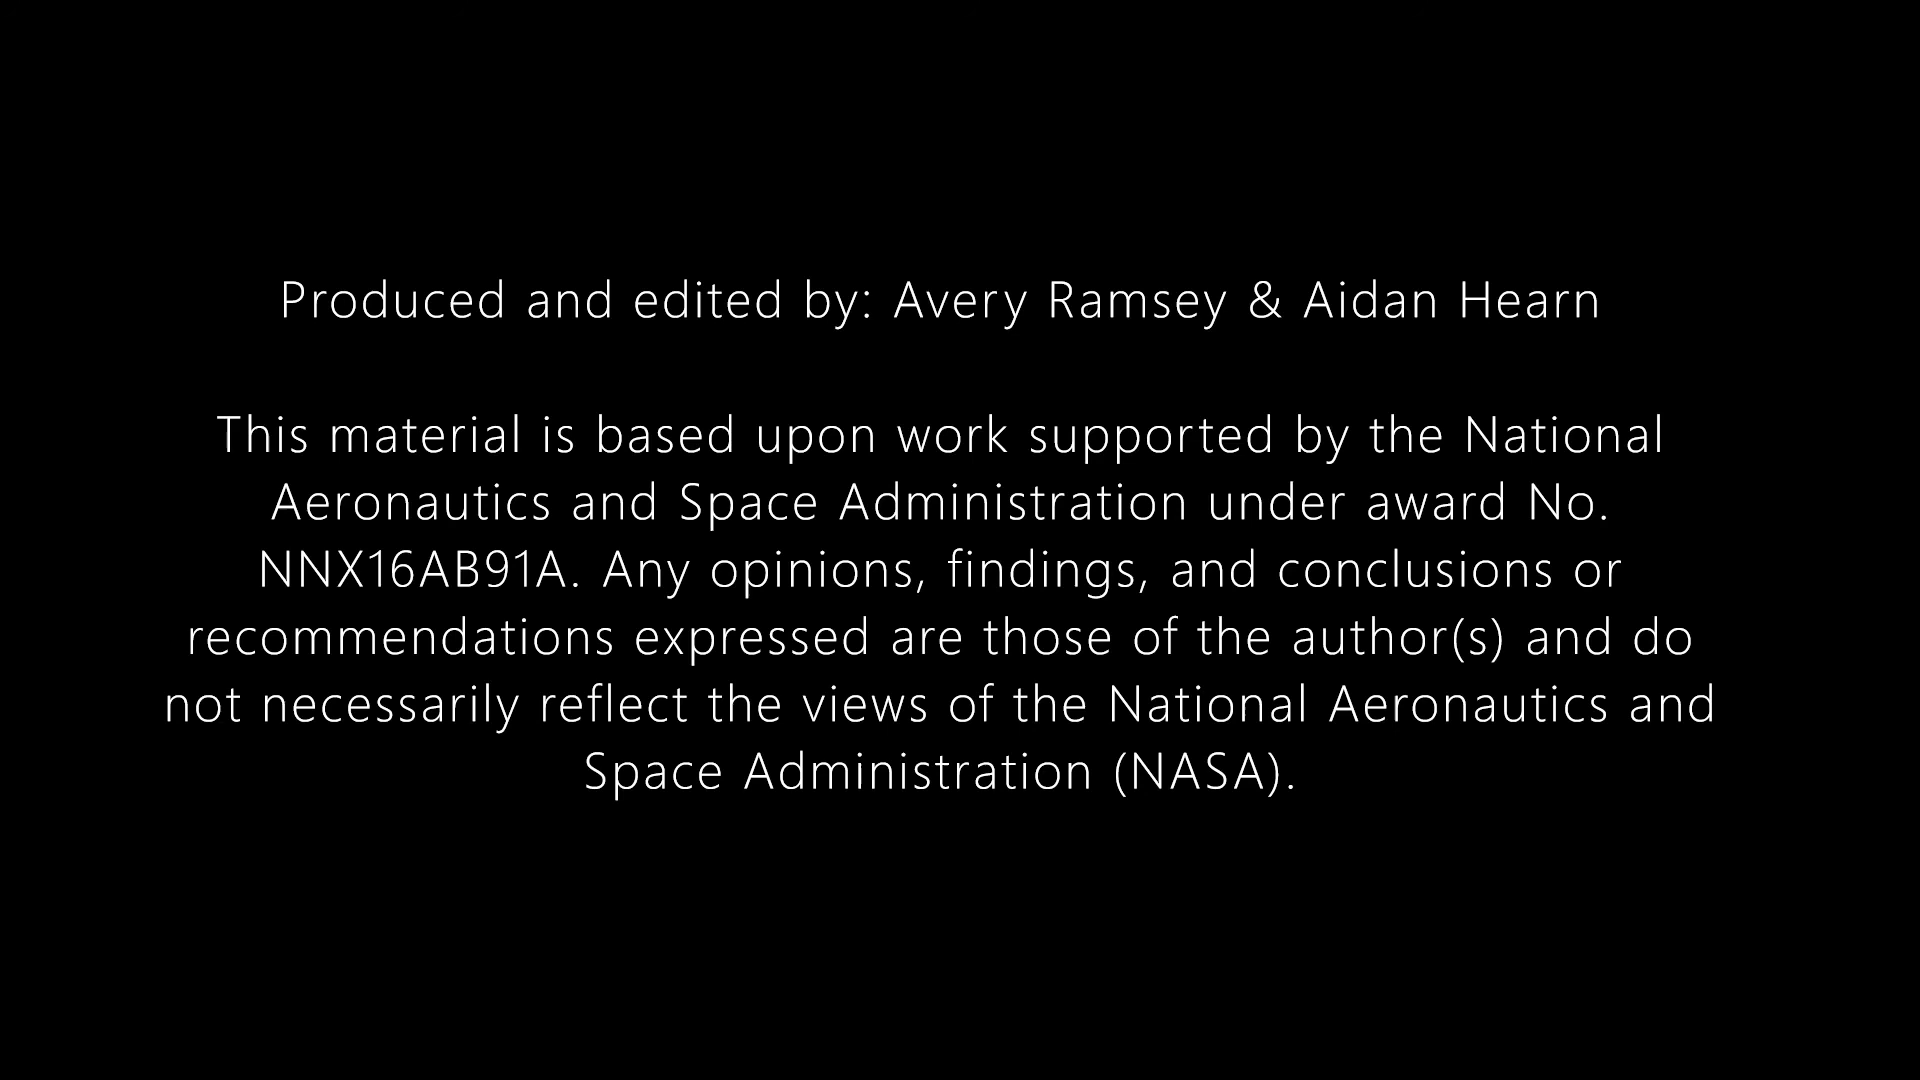 Produced and edited by: Avery Ramsey & Aidan Hearn
This material is based upon work supported by the National
Aeronautics and Space Administration under award No.
NNX16AB91A. Any opinions, findings, and conclusions or
recommendations expressed are those of the author(s) and do
not necessarily reflect the views of the National Aeronautics and
Space Administration (NASA).